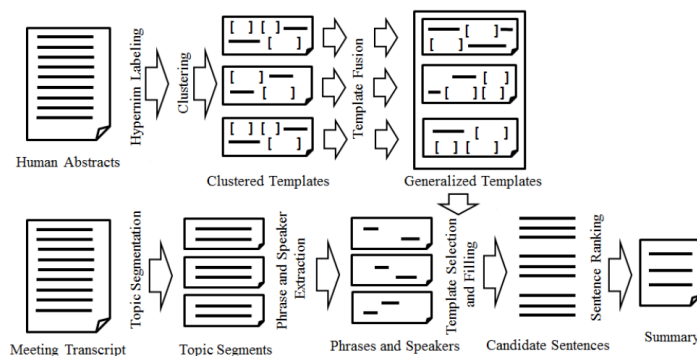 Hypernim Labeling
Clustering
Template Fusion
Human Abstracts
Clustered Templates
Generalized Templates
Topic Segmentation
Phrase and Speaker
Extraction
Template Selection
and Filling
Sentence Ranking
Meeting Transcript
Topic Segments
Phrases and Speakers
Candidate Sentences
Summary